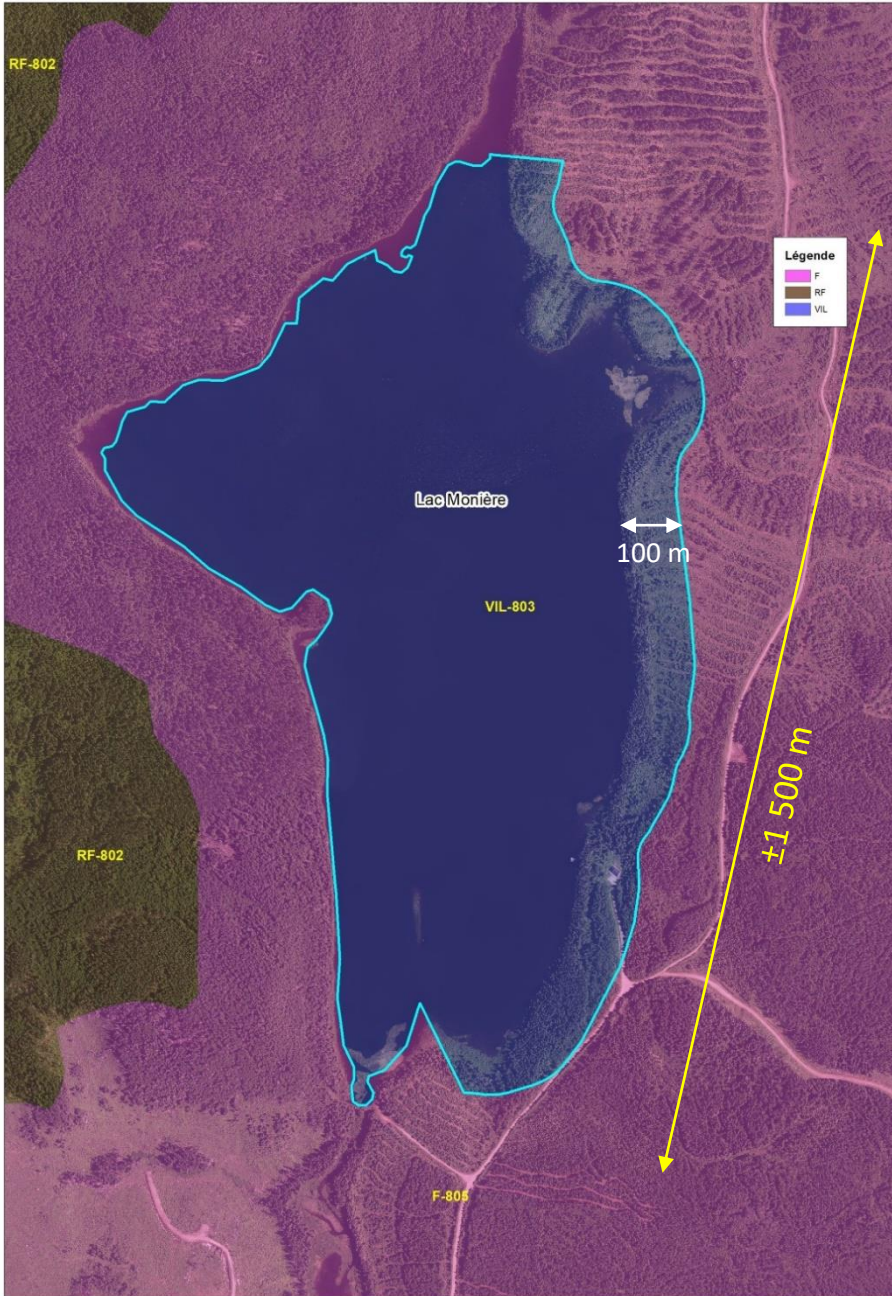 RF-802
Légende
F
RF
VIL
Lac Monière
100 m
VIL-803
±1 500 m
RF-802
F-805